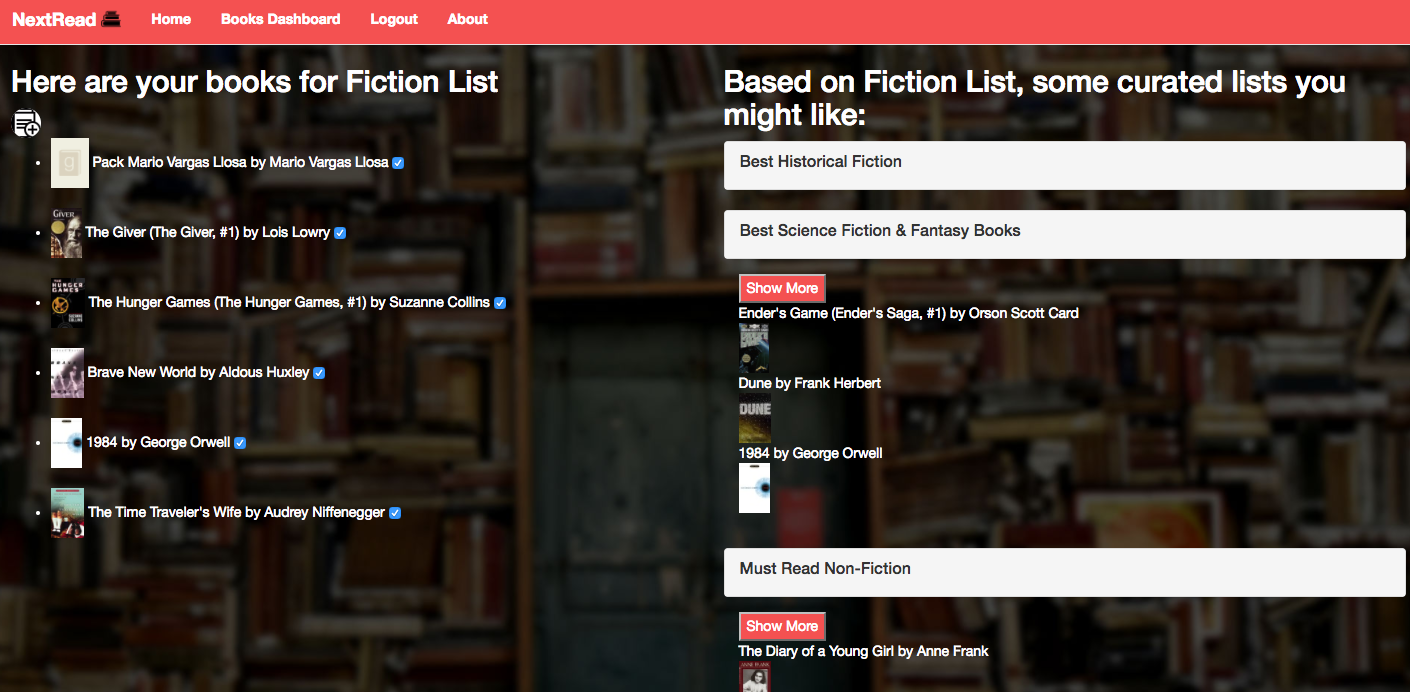 NextRead Home Books Dashboard Logout About
Here are your books for Fiction List
Pack Mario Vargas Llosa by Mario Vargas Llosa
The Giver (The Giver, #1) by Lois Lowry
The Hunger Games (The Hunger Games, #1) by Suzanne Collins
Brave New World by Aldous Huxley
1984 by George Orwell
The Time Traveler's Wife by Audrey Niffenegger
Based on Fiction List, some curated lists you
might like:
Best Historical Fiction
Best Science Fiction & Fantasy Books
Show More
Ender's Game (Ender's Saga, #1) by Orson Scott Card
Dune by Frank Herbert
DUNE
1984 by George Orwell
Must Read Non-Fiction
Show More
The Diary of a Young Girl by Anne Frank
ANNE FRANK